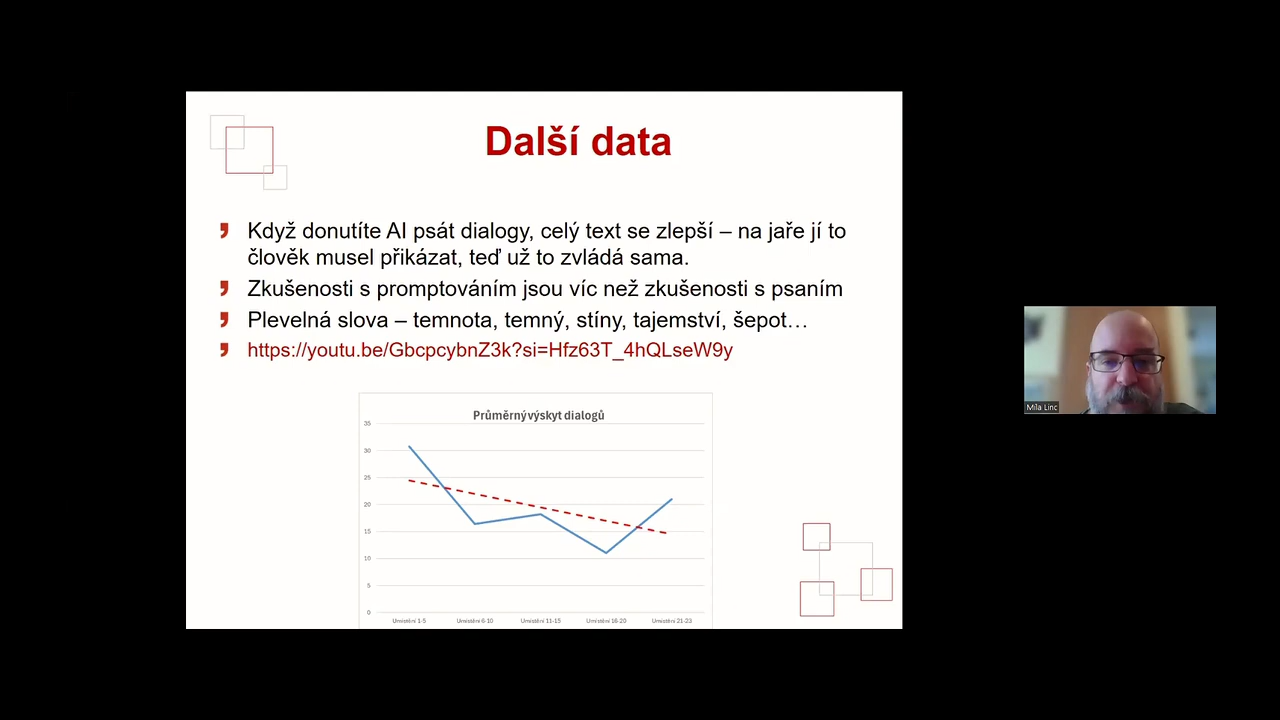 Další data
Když donutíte AI psát dialogy, celý text se zlepší – na jaře jí to
člověk musel přikázat, teď už to zvládá sama.
Zkušenosti s promptováním jsou víc než zkušenosti s psaním
Plevelná slova – temnota, temný, stíny, tajemství, šepot…
https://youtu.be/GbcpcybnZ3k?si=Hfz63T_4hQLseW9y
Průměrný výskyt dialogů
35
30
25
20
15
10
5
0
Umístění 1-5 Umístění 6-10 Umístění 11-15 Umístění 16-20 Umístění 21-23
Míla Linc